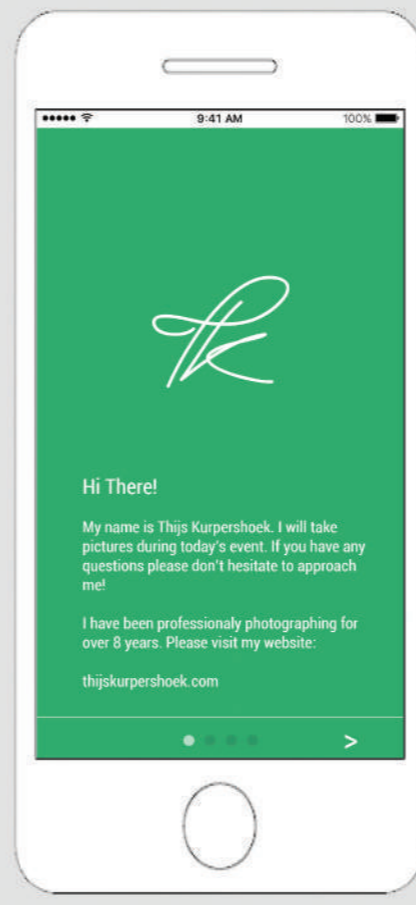 9:41 AM 100%
Tk
Hi There!
My name is Thijs Kurpershoek. I will take
pictures during today's event. If you have any
questions please don't hesitate to approach
me!
I have been professionaly photographing for
over 8 years. Please visit my website:
thijskurpershoek.com
>